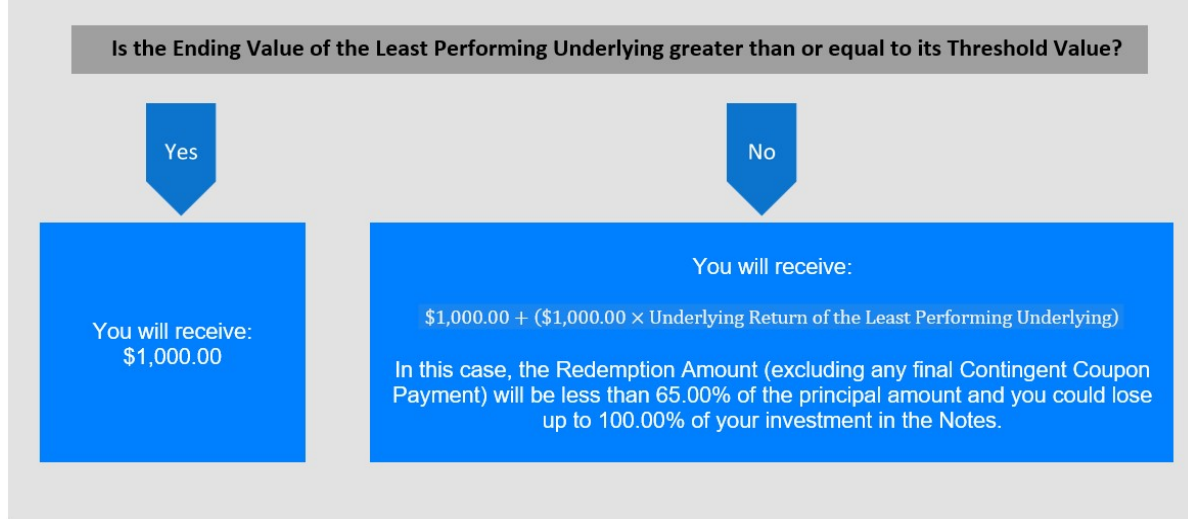 Is the Ending Value of the Least Performing Underlying greater than or equal to its Threshold Value?
Yes
No
You will receive:
$1,000.00
You will receive:
$1,000.00 + ($1,000.00 × Underlying Return of the Least Performing Underlying)
In this case, the Redemption Amount (excluding any final Contingent Coupon
Payment) will be less than 65.00% of the principal amount and you could lose
up to 100.00% of your investment in the Notes.